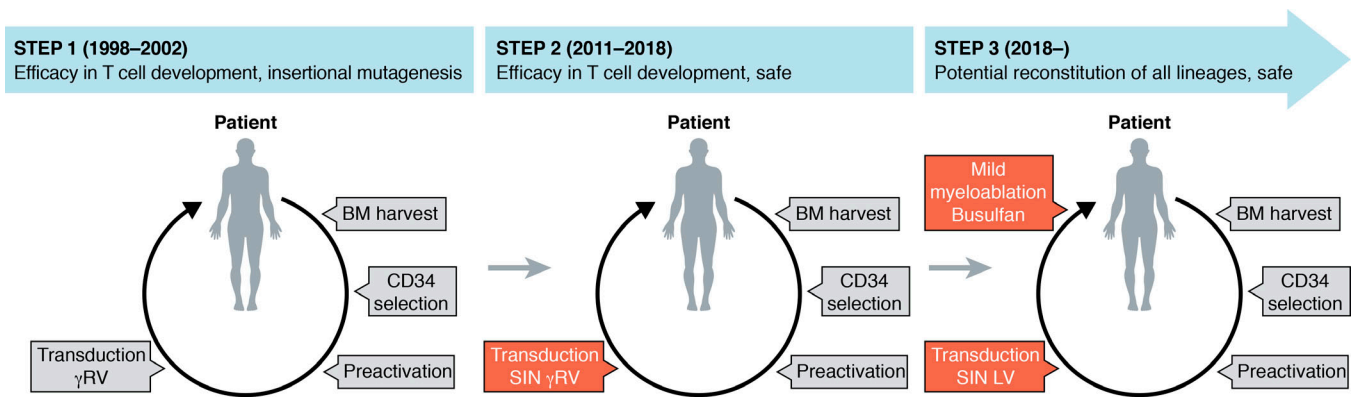 STEP 1 (1998–2002)
Efficacy in T cell development, insertional mutagenesis
Patient
BM harvest
CD34
selection
Preactivation
Transduction
γRV
STEP 2 (2011–2018)
Efficacy in T cell development, safe
Patient
BM harvest
CD34
selection
Preactivation
Transduction
SIN γRV
STEP 3 (2018–)
Potential reconstitution of all lineages, safe
Patient
Mild
myeloablation
Busulfan
BM harvest
CD34
selection
Preactivation
Transduction
SIN LV